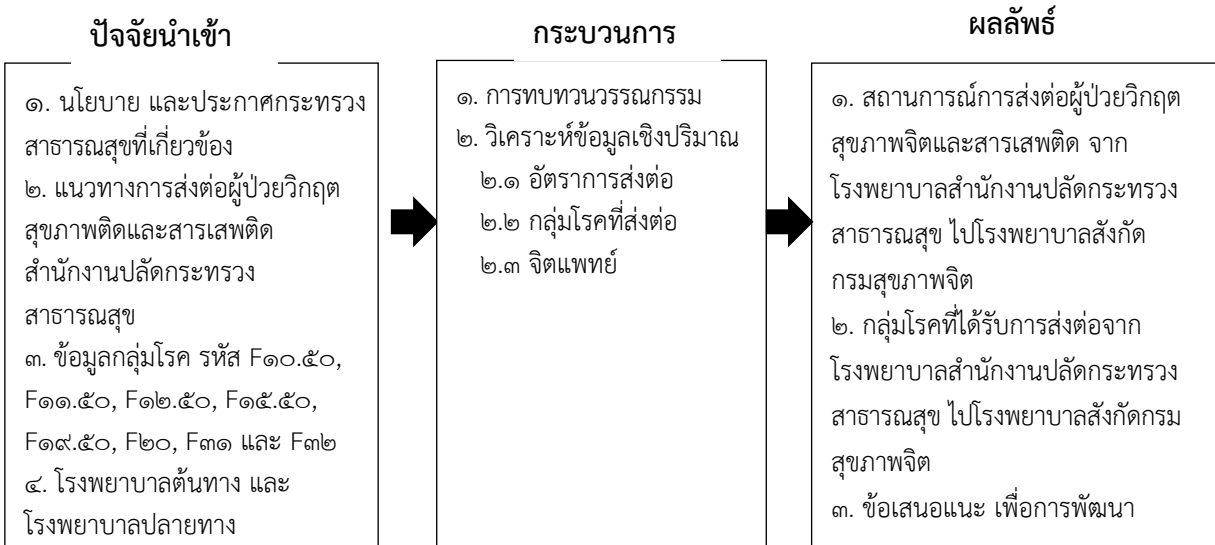 ปัจจัยนำเข้า
๑. นโยบาย และประกาศกระทรวง
สาธารณสุขที่เกี่ยวข้อง
๒. แนวทางการส่งต่อผู้ป่วยวิกฤต
สุขภาพติดและสารเสพติด
สำนักงานปลัดกระทรวง
สาธารณสุข
๓. ข้อมูลกลุ่มโรค รหัส F๑๐.๕๐,
F๑๑.๕๐, F๑๒.๕๐, F๑๕.๕๐,
F๑๙.๕๐, F๒๐, F๓๑ และ F๓๒
๔. โรงพยาบาลต้นทาง และ
โรงพยาบาลปลายทาง
กระบวนการ
๑. การทบทวนวรรณกรรม
๒. วิเคราะห์ข้อมูลเชิงปริมาณ
๒.๑ อัตราการส่งต่อ
๒.๒ กลุ่มโรคที่ส่งต่อ
๒.๓ จิตแพทย์
ผลลัพธ์
๑. สถานการณ์การส่งต่อผู้ป่วยวิกฤต
สุขภาพจิตและสารเสพติด จาก
โรงพยาบาลสำนักงานปลัดกระทรวง
สาธารณสุข ไปโรงพยาบาลสังกัด
กรมสุขภาพจิต
๒. กลุ่มโรคที่ได้รับการส่งต่อจาก
โรงพยาบาลสำนักงานปลัดกระทรวง
สาธารณสุข ไปโรงพยาบาลสังกัดกรม
สุขภาพจิต
๓. ข้อเสนอแนะ เพื่อการพัฒนา